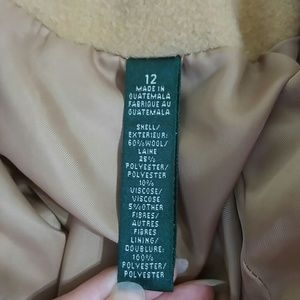 12
MADE IN
GUATEMALA
FABRIQUE AU
GUATEMALA
SHELL/
EXTERIEUR:
60%WOOL/
LAINE
25%
POLYESTER/
POLYESTER
10%
VISCOSE/
VISCOSE
5%OTHER
FIBRES/
AUTRES
FIBRES
LINING/
DOUBLURE:
100%
POLYESTER/
POLYESTER